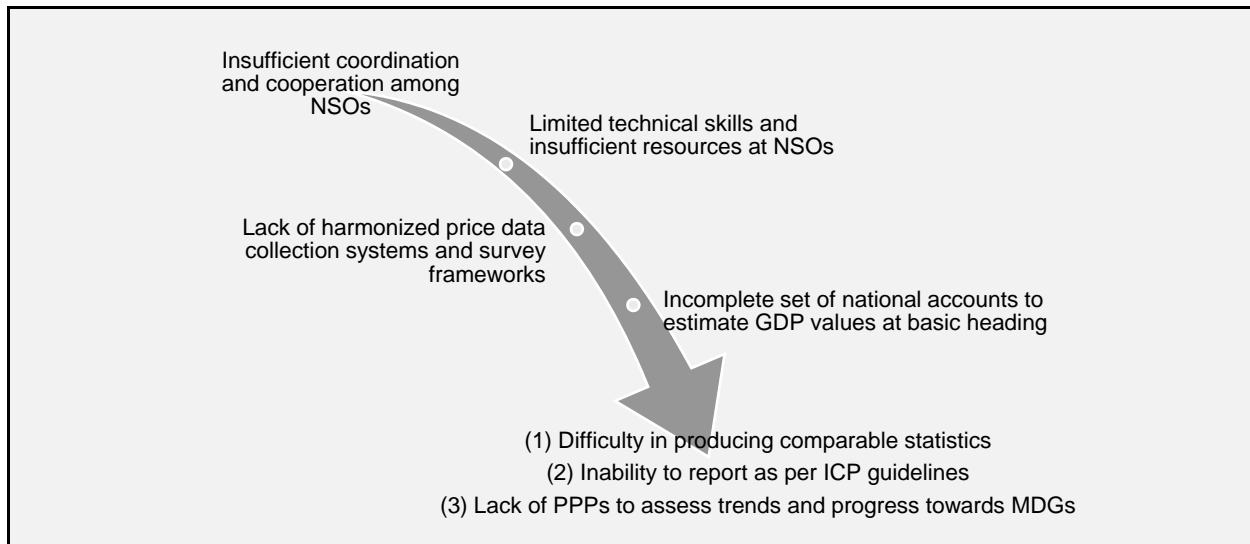 Insufficient coordination
and cooperation among
NSOs
Limited technical skills and
insufficient resources at NSOs
Lack of harmonized price data
collection systems and survey
frameworks
Incomplete set of national accounts to
estimate GDP values at basic heading
(1) Difficulty in producing comparable statistics
(2) Inability to report as per ICP guidelines
(3) Lack of PPPs to assess trends and progress towards MDGs